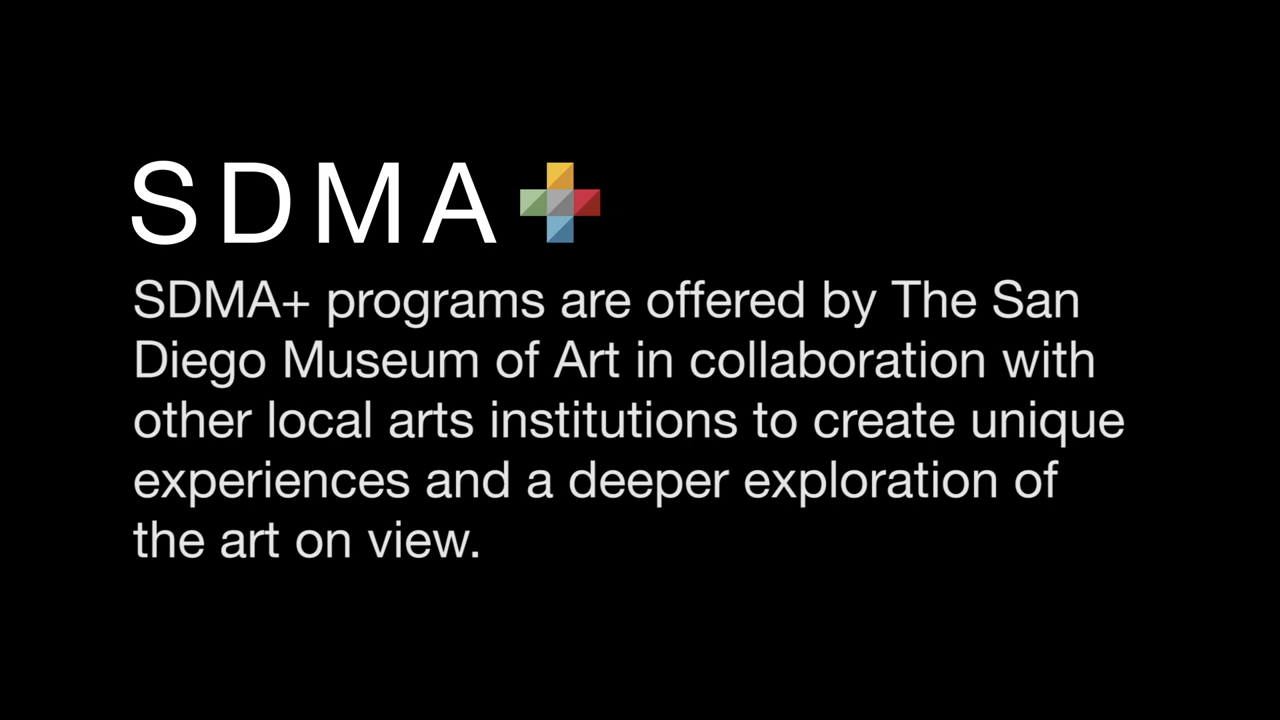 SDMA+
SDMA+ programs are offered by The San
Diego Museum of Art in collaboration with
other local arts institutions to create unique
experiences and a deeper exploration of
the art on view.